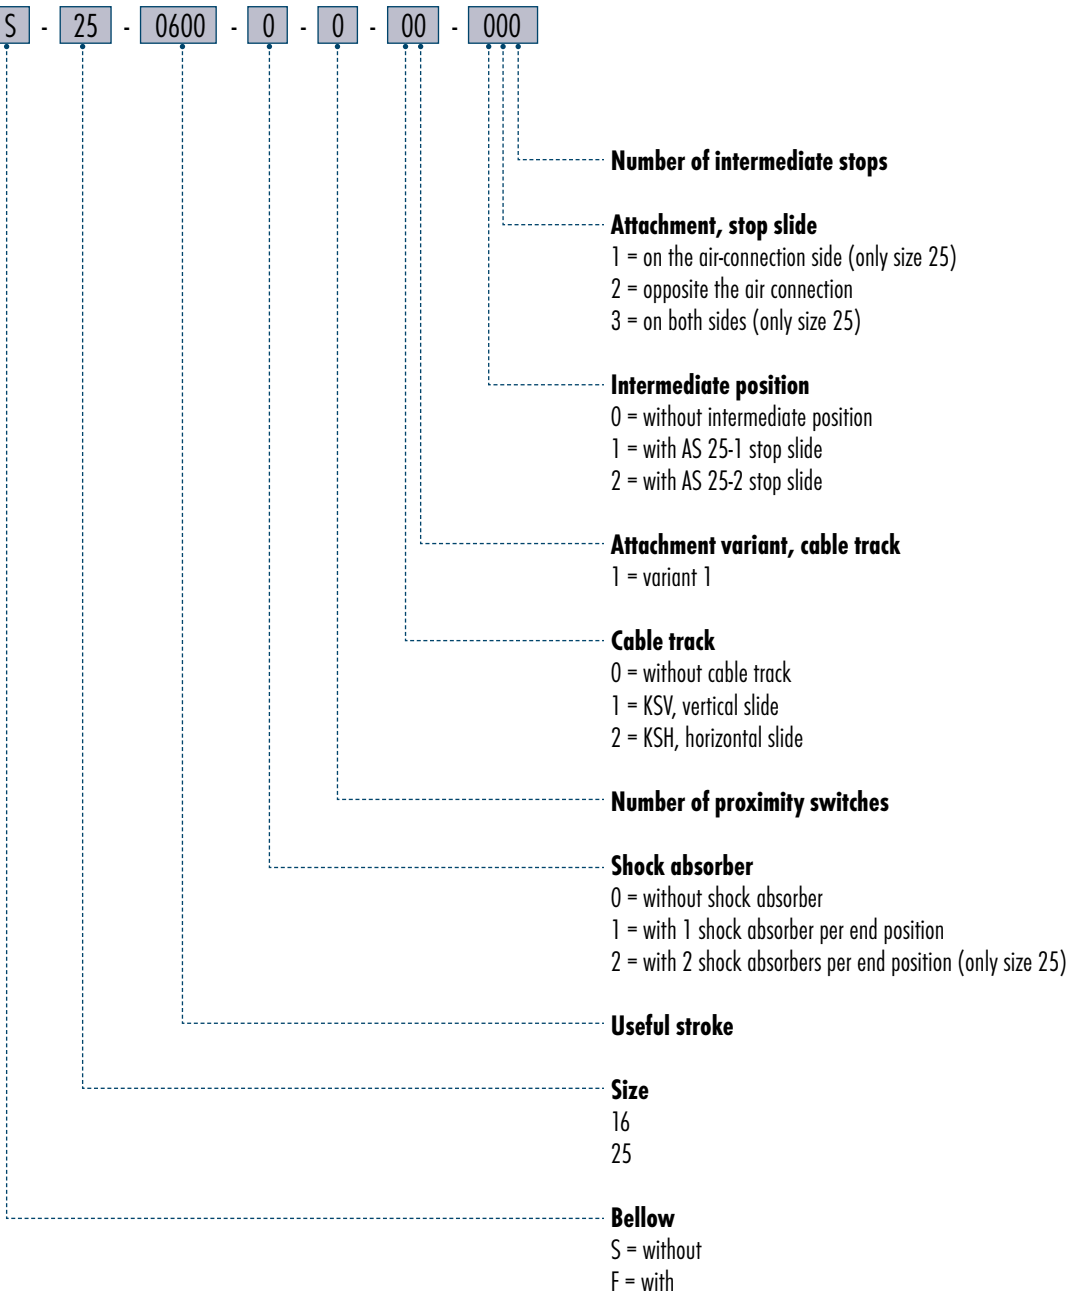 S - 25 - 0600 - 0 - 0 - 00 - 000
Number of intermediate stops
Attachment, stop slide
1 = on the air-connection side (only size 25)
2 = opposite the air connection
3 = on both sides (only size 25)
Intermediate position
0 = without intermediate position
1 = with AS 25-1 stop slide
2 = with AS 25-2 stop slide
Attachment variant, cable track
1 = variant 1
Cable track
0 = without cable track
1 = KSV, vertical slide
2 = KSH, horizontal slide
Number of proximity switches
Shock absorber
0 = without shock absorber
1 = with 1 shock absorber per end position
2 = with 2 shock absorbers per end position (only size 25)
Useful stroke
Size
16
25
Bellow
S = without
F = with